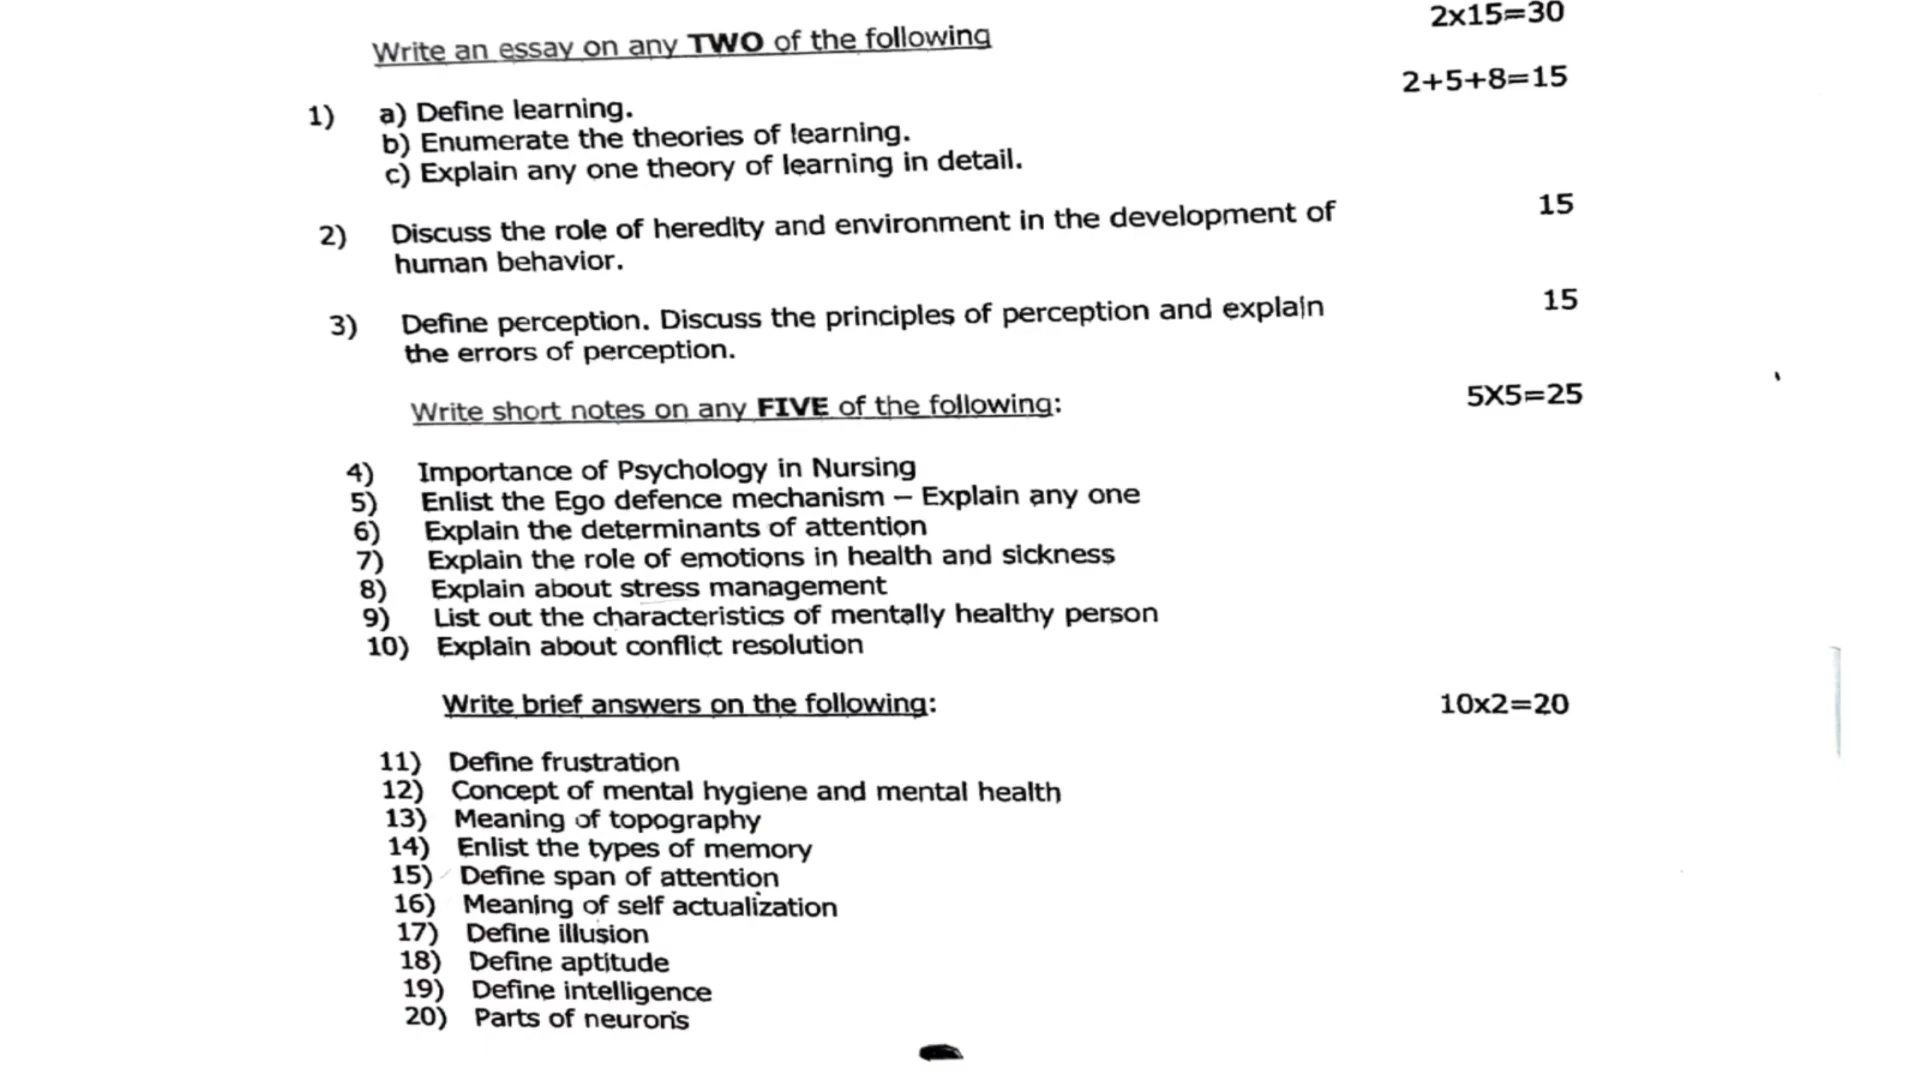 2x15=30
Write an essay on any TWO of the following
2+5+8=15
1) a) Define learning.
b) Enumerate the theories of learning.
c) Explain any one theory of learning in detail.
2) Discuss the role of heredity and environment in the development of 15
human behavior.
3) Define perception. Discuss the principles of perception and explain 15
the errors of perception.
Write short notes on any FIVE of the following: 5X5=25
4) Importance of Psychology in Nursing
5) Enlist the Ego defence mechanism – Explain any one
6) Explain the determinants of attention
7) Explain the role of emotions in health and sickness
8) Explain about stress management
9) List out the characteristics of mentally healthy person
10) Explain about conflict resolution
Write brief answers on the following: 10x2=20
11) Define frustration
12) Concept of mental hygiene and mental health
13) Meaning of topography
14) Enlist the types of memory
15) Define span of attention
16) Meaning of self actualization
17) Define illusion
18) Define aptitude
19) Define intelligence
20) Parts of neurons